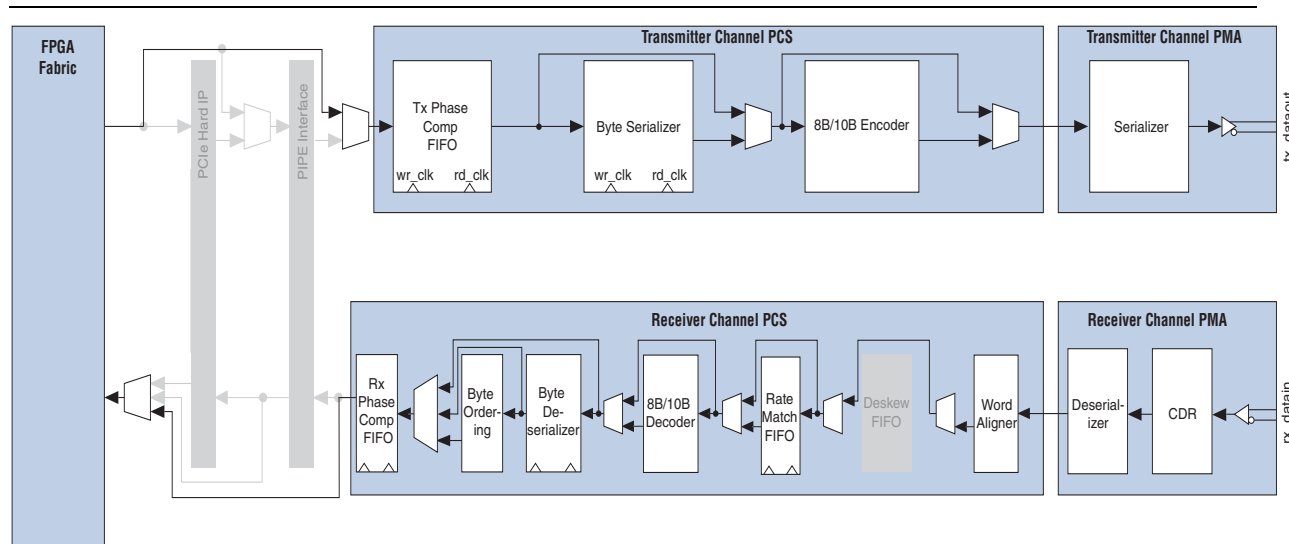 FPGA
Fabric
PCIe Hard IP
PIPE Interface
Transmitter Channel PCS
Tx Phase
Comp
FIFO
wr_clk
rd_clk
Byte Serializer
wr_clk
rd_clk
8B/10B Encoder
Transmitter Channel PMA
Serializer
tx_dataout
Receiver Channel PCS
Rx
Phase
Comp
FIFO
Byte
Order-
ing
Byte
De-
serializer
8B/10B
Decoder
Rate
Match
FIFO
Deskew
FIFO
Word
Aligner
Receiver Channel PMA
Deserial-
izer
CDR
rx_datain